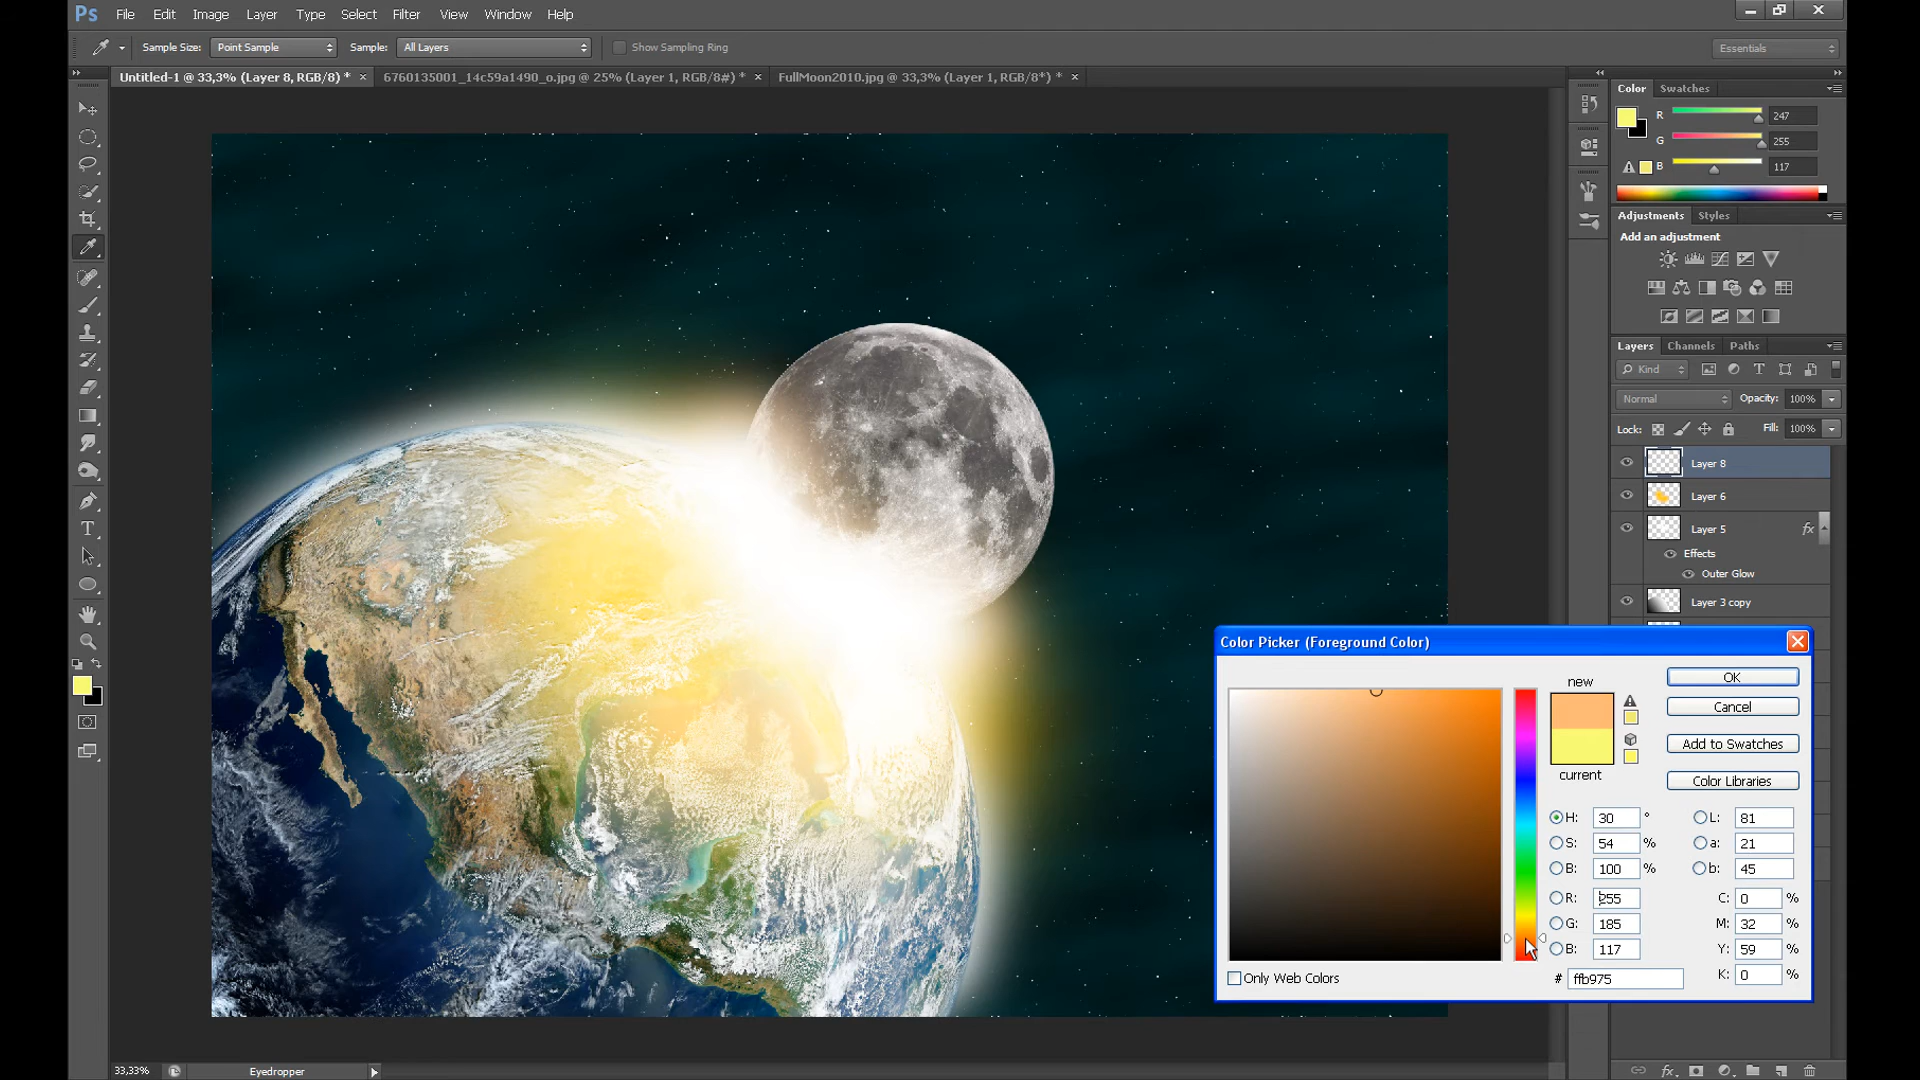 Ps File Edit Image Layer Type Select Filter View Window Help
Sample Size: Point Sample Sample: All Layers Show Sampling Ring Essentials
Untitled-1 @ 33,3% (Layer 8, RGB/8) * × 6760135001_14c59a1490_o.jpg @ 25% (Layer 1, RGB/8#) * × FullMoon2010.jpg @ 33,3% (Layer 1, RGB/8*) * ×
Color Swatches
R 247
G 255
B 117
Adjustments Styles
Add an adjustment
Layers Channels Paths
Kind
Normal Opacity: 100%
Lock: Fill: 100%
Layer 8
Layer 6
Layer 5 fx
Effects
Outer Glow
Layer 3 copy
Color Picker (Foreground Color)
new
current
OK
Cancel
Add to Swatches
Color Libraries
H: 30 ° L: 81
S: 54 % a: 21
B: 100 % b: 45
R: 255 C: 0 %
G: 185 M: 32 %
B: 117 Y: 59 %
# ffb975 K: 0 %
Only Web Colors
33,33% Eyedropper
fx